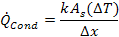 Q̇_Cond = kA_s(ΔT) / Δx